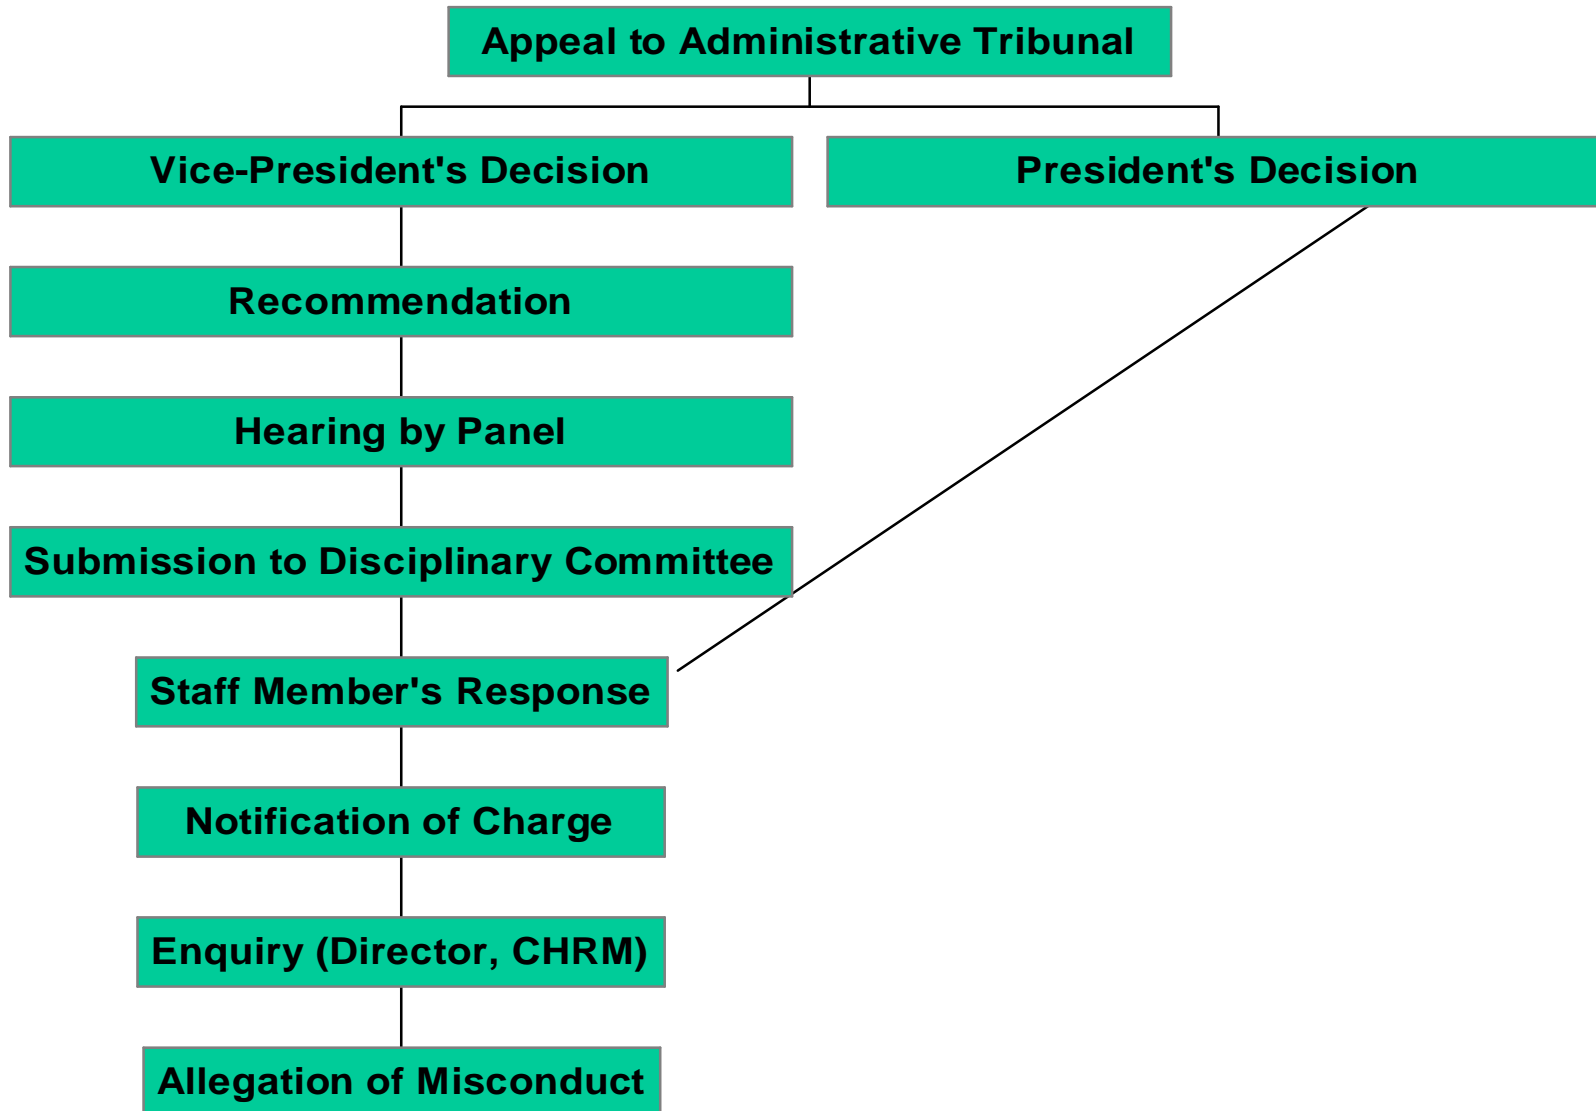 Appeal to Administrative Tribunal
Vice-President's Decision
President's Decision
Recommendation
Hearing by Panel
Submission to Disciplinary Committee
Staff Member's Response
Notification of Charge
Enquiry (Director, CHRM)
Allegation of Misconduct